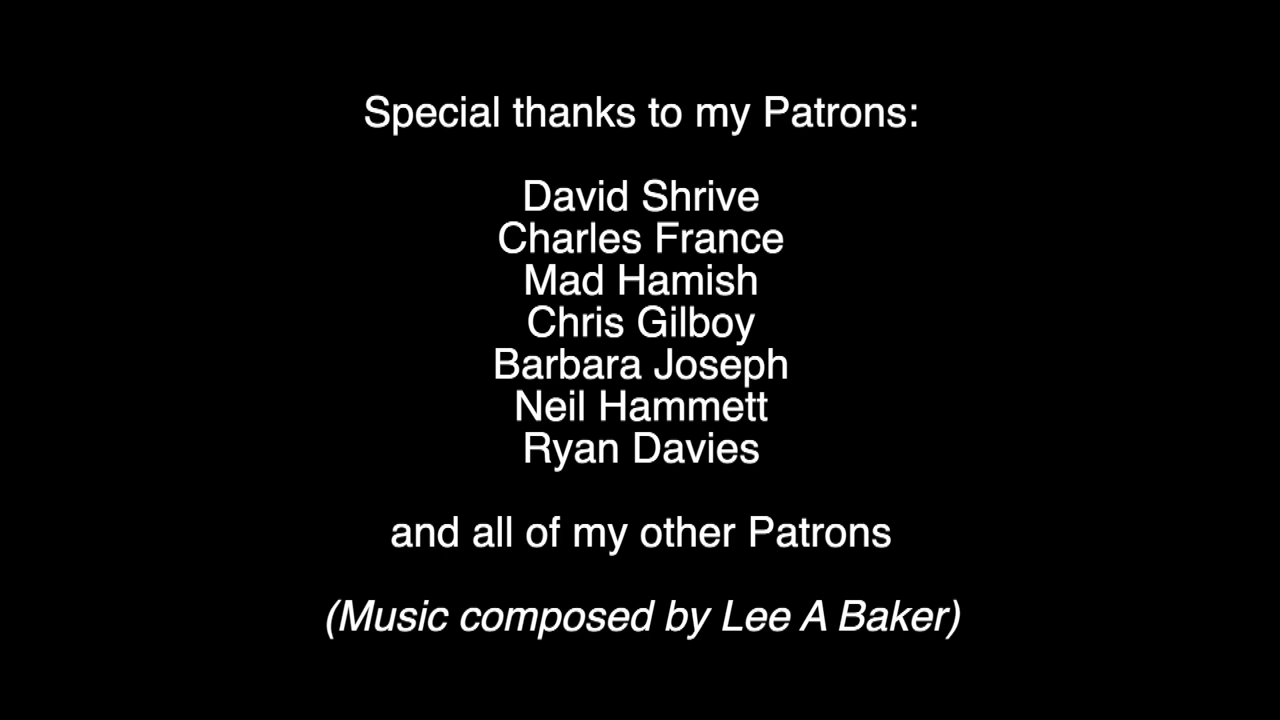 Special thanks to my Patrons:
David Shrive
Charles France
Mad Hamish
Chris Gilboy
Barbara Joseph
Neil Hammett
Ryan Davies
and all of my other Patrons
(Music composed by Lee A Baker)